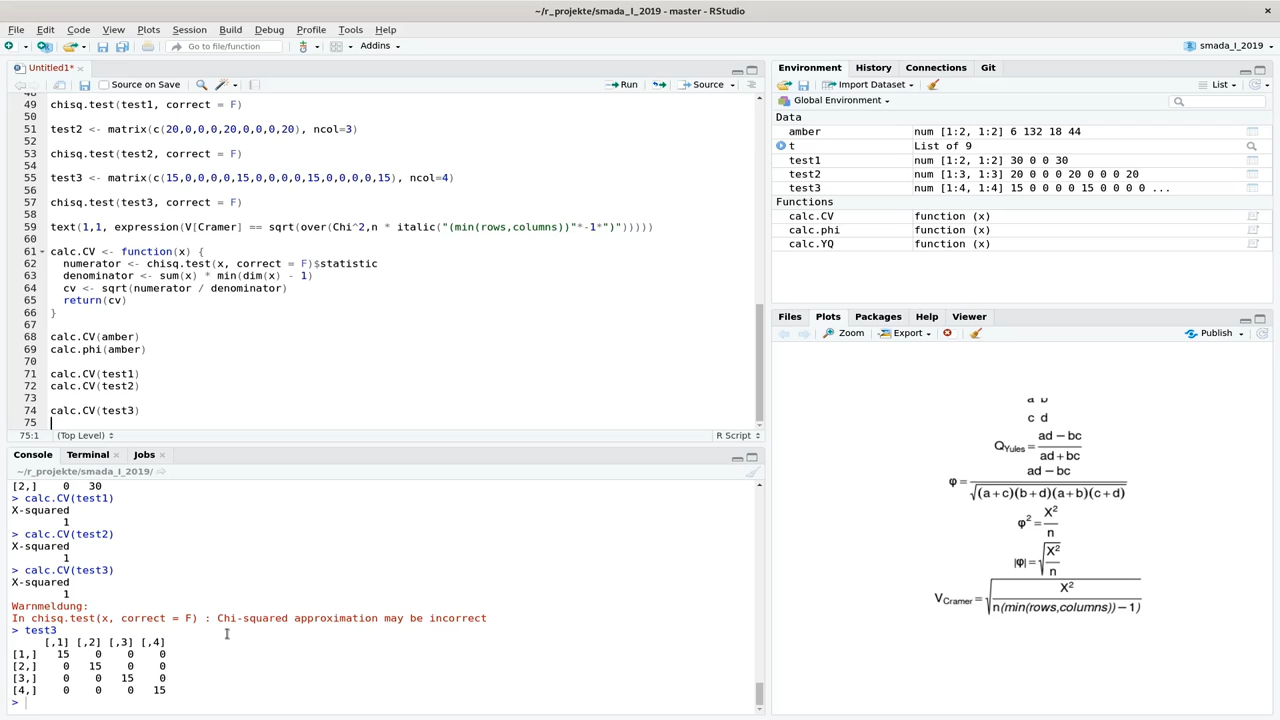 ~/r_projekte/smada_I_2019 - master - RStudio
File Edit Code View Plots Session Build Debug Profile Tools Help
Go to file/function Addins smada_I_2019
Untitled1*
Source on Save Run Source
49 chisq.test(test1, correct = F)
50
51 test2 <- matrix(c(20,0,0,0,20,0,0,0,20), ncol=3)
52
53 chisq.test(test2, correct = F)
54
55 test3 <- matrix(c(15,0,0,0,0,15,0,0,0,0,15,0,0,0,0,15), ncol=4)
56
57 chisq.test(test3, correct = F)
58
59 text(1,1, expression(V[Cramer] == sqrt(over(Chi^2,n * italic("(min(rows,columns))"*-1*")")))))
60
61 calc.CV <- function(x) {
62 numerator <- chisq.test(x, correct = F)$statistic
63 denominator <- sum(x) * min(dim(x) - 1)
64 cv <- sqrt(numerator / denominator)
65 return(cv)
66 }
67
68 calc.CV(amber)
69 calc.phi(amber)
70
71 calc.CV(test1)
72 calc.CV(test2)
73
74 calc.CV(test3)
75
75:1 (Top Level) R Script
Console Terminal Jobs
~/r_projekte/smada_I_2019/
[2,] 0 30
> calc.CV(test1)
X-squared
1
> calc.CV(test2)
X-squared
1
> calc.CV(test3)
X-squared
1
Warnmeldung:
In chisq.test(x, correct = F) : Chi-squared approximation may be incorrect
> test3
[,1] [,2] [,3] [,4]
[1,] 15 0 0 0
[2,] 0 15 0 0
[3,] 0 0 15 0
[4,] 0 0 0 15
>
Environment History Connections Git
Import Dataset List
Global Environment
Data
amber num [1:2, 1:2] 6 132 18 44
t List of 9
test1 num [1:2, 1:2] 30 0 0 30
test2 num [1:3, 1:3] 20 0 0 0 20 0 0 0 20
test3 num [1:4, 1:4] 15 0 0 0 0 15 0 0 0 0 ...
Functions
calc.CV function (x)
calc.phi function (x)
calc.YQ function (x)
Files Plots Packages Help Viewer
Zoom Export Publish
a b
c d
Q_Yules = (ad − bc)/(ad + bc)
φ = (ad − bc)/√((a+c)(b+d)(a+b)(c+d))
φ² = X²/n
|φ| = √(X²/n)
V_Cramer = √(X²/(n(min(rows,columns))−1))